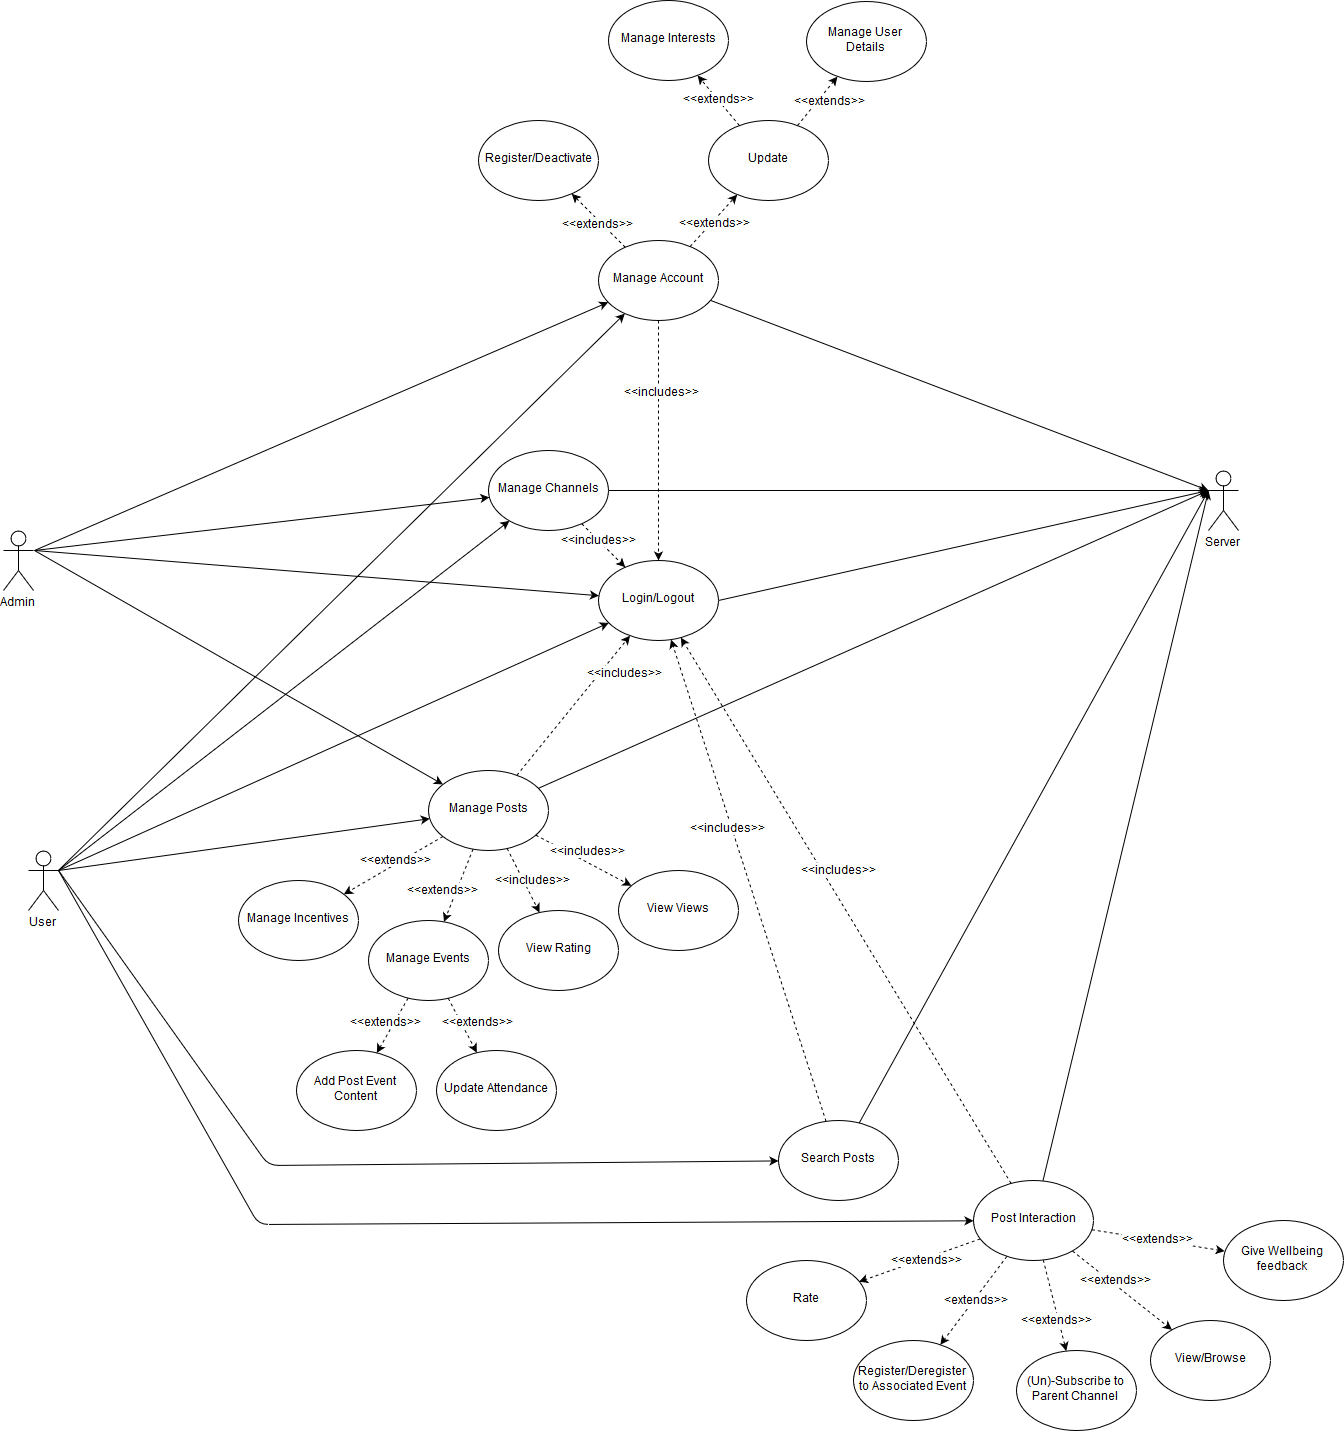 Manage Interests
Manage User
Details
<<extends>>
<<extends>>
Register/Deactivate
Update
<<extends>>
<<extends>>
Manage Account
<<includes>>
Manage Channels
<<includes>>
Server
Admin
Login/Logout
<<includes>>
Manage Posts
<<includes>>
<<includes>>
<<extends>>
<<extends>>
<<includes>>
<<includes>>
User
Manage Incentives
Manage Events
View Rating
View Views
<<extends>>
<<extends>>
Add Post Event
Content
Update Attendance
Search Posts
Post Interaction
<<extends>>
<<extends>>
<extends>>
<<extends>>
<<extends>>
Give Wellbeing
feedback
Rate
Register/Deregister
to Associated Event
(Un)-Subscribe to
Parent Channel
View/Browse